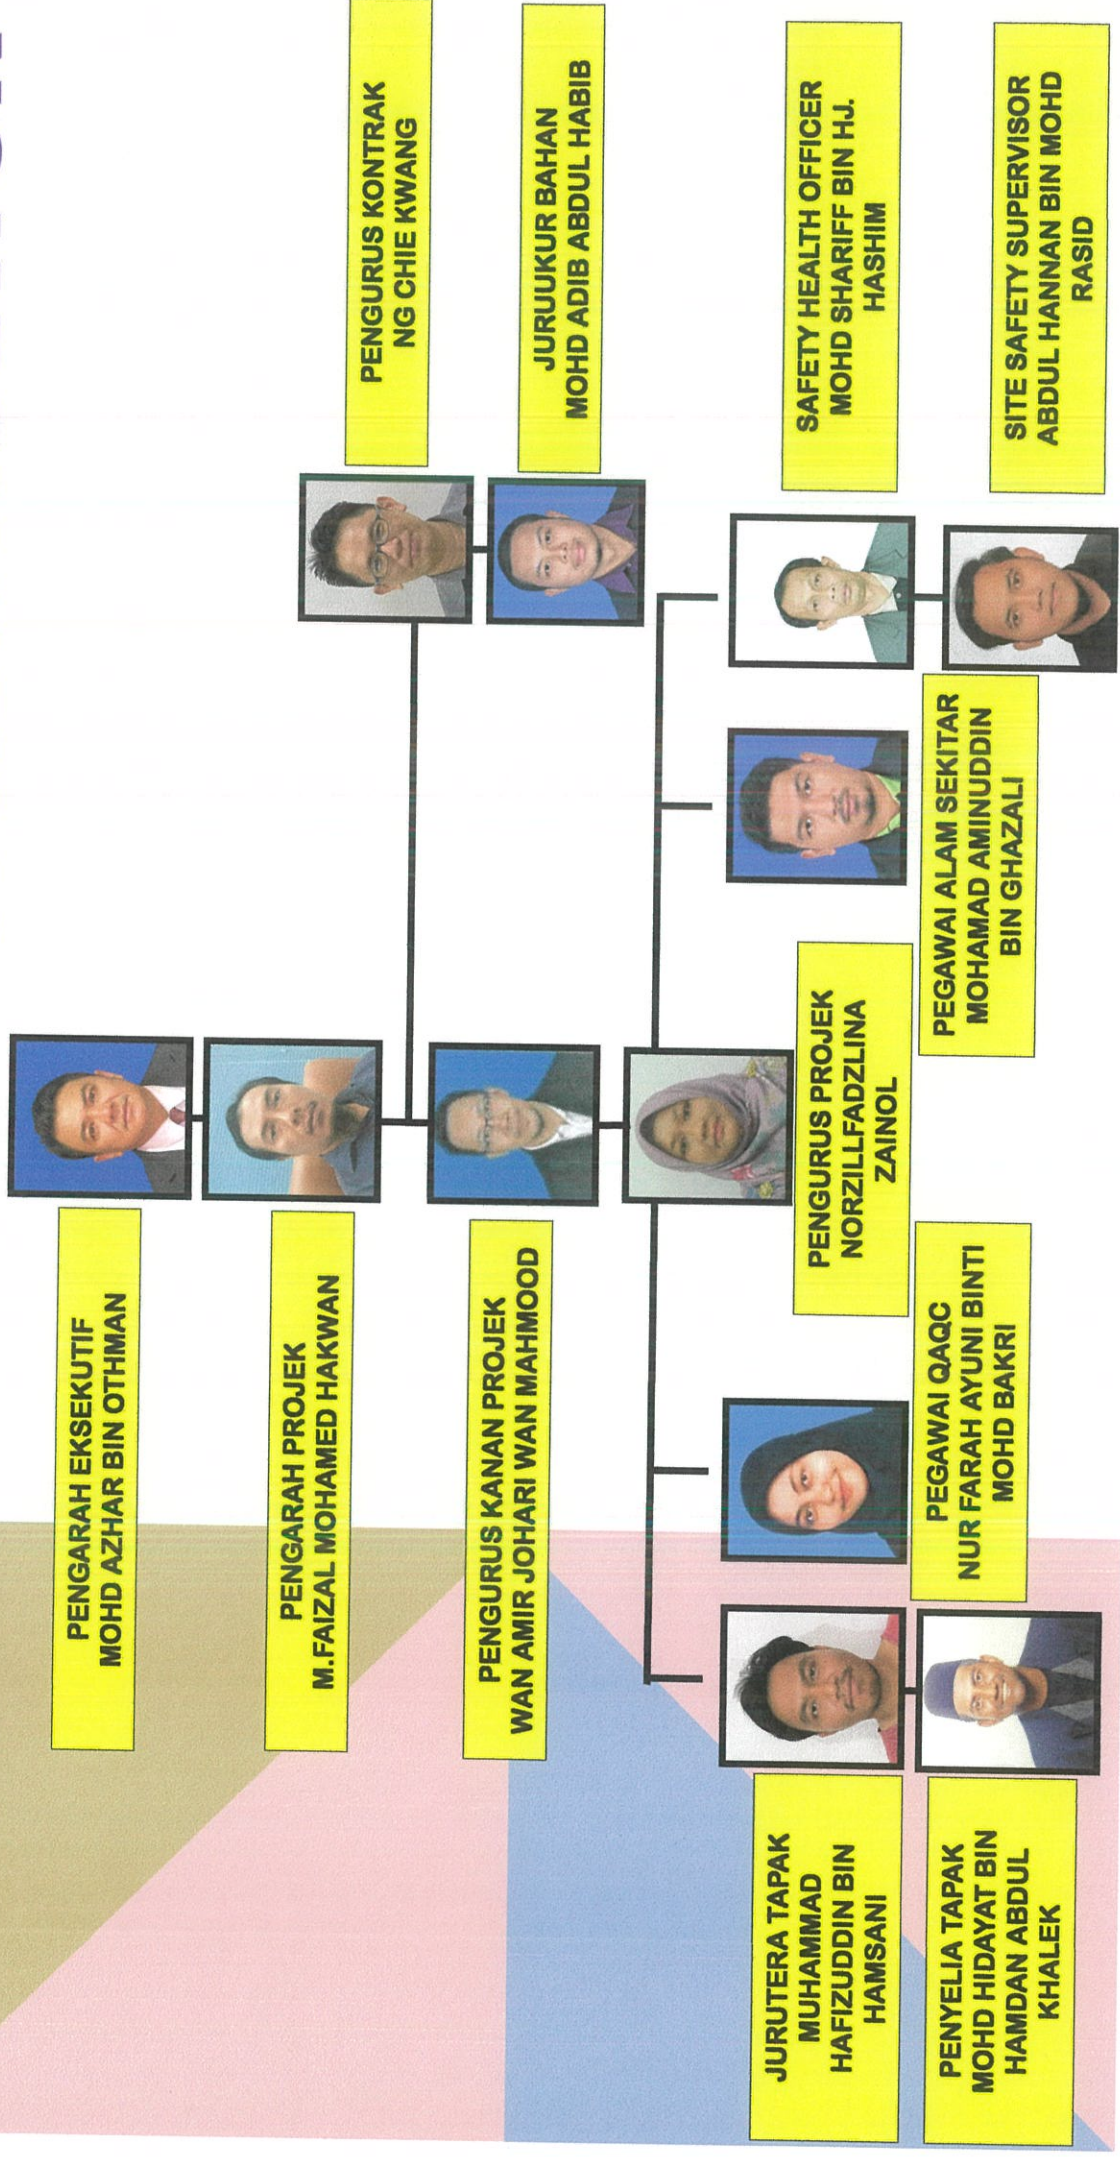 PENGARAH EKSEKUTIF
MOHD AZHAR BIN OTHMAN
PENGARAH PROJEK
M.FAIZAL MOHAMED HAKWAN
PENGURUS KONTRAK
NG CHIE KWANG
PENGURUS KANAN PROJEK
WAN AMIR JOHARI WAN MAHMOOD
JURUUKUR BAHAN
MOHD ADIB ABDUL HABIB
JURUTERA TAPAK
MUHAMMAD
HAFIZUDDIN BIN
HAMSANI
PENGURUS PROJEK
NORZILLFADZLINA
ZAINOL
SAFETY HEALTH OFFICER
MOHD SHARIFF BIN HJ.
HASHIM
PENYELIA TAPAK
MOHD HIDAYAT BIN
HAMDAN ABDUL
KHALEK
PEGAWAI QAQC
NUR FARAH AYUNI BINTI
MOHD BAKRI
PEGAWAI ALAM SEKITAR
MOHAMAD AMINUDDIN
BIN GHAZALI
SITE SAFETY SUPERVISOR
ABDUL HANNAN BIN MOHD
RASID